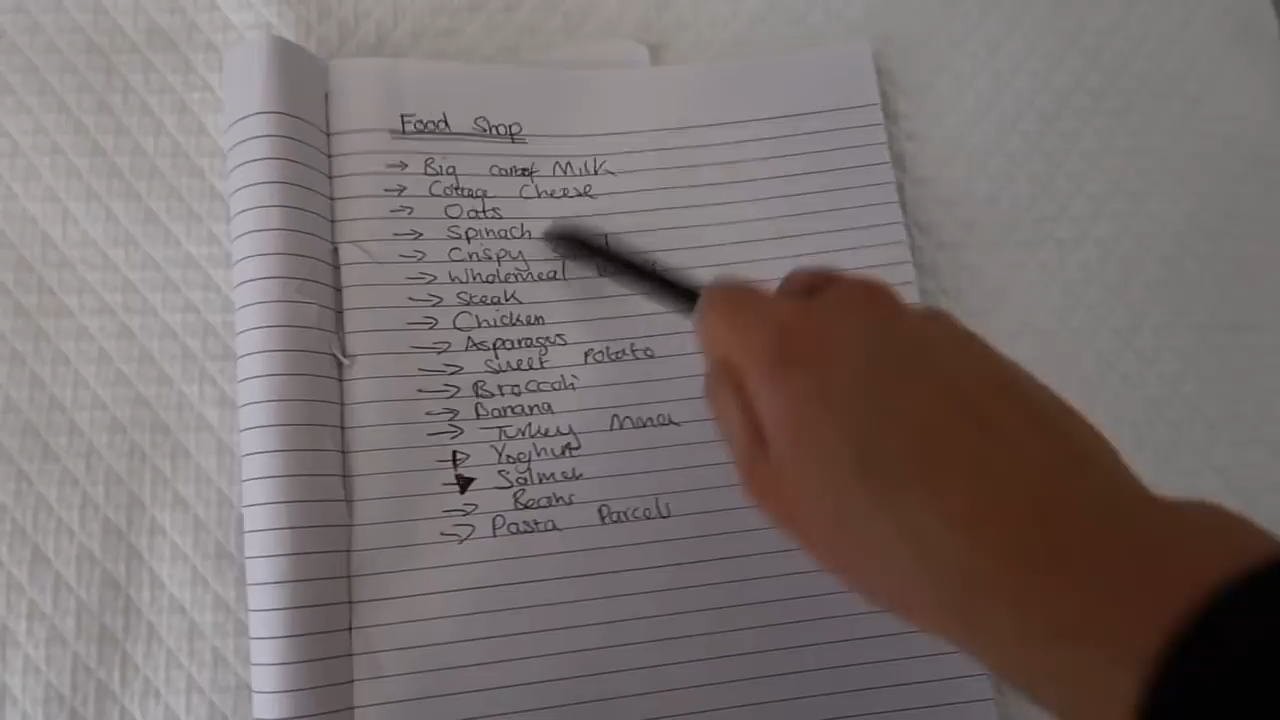 Food Shop
→ Big carton Milk
→ Cottage Cheese
→ Oats
→ Spinach
→ Crispy
→ Wholemeal
→ Steak
→ Chicken
→ Asparagus
→ Sweet Potato
→ Broccoli
→ Banana
→ Turkey Mince
→ Yoghurt
→ Salmon
→ Beans
→ Pasta Parcels